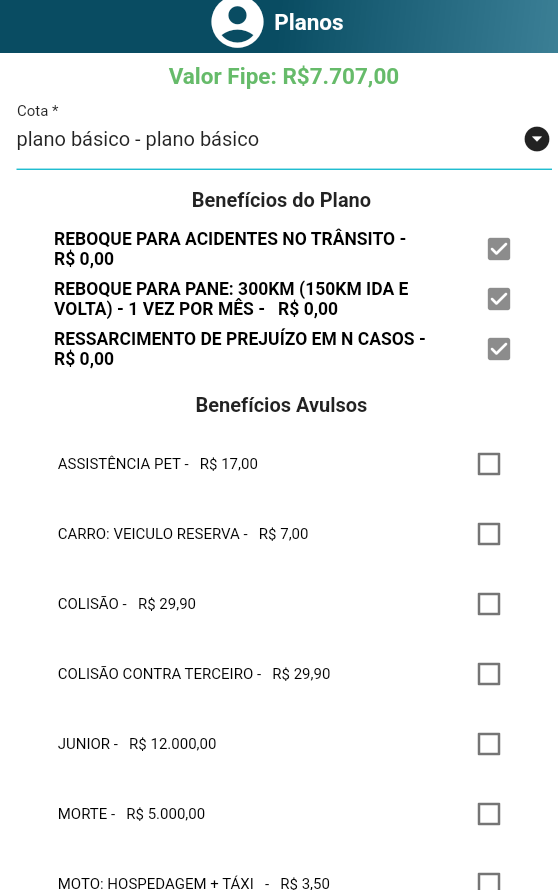 Planos
Valor Fipe: R$7.707,00
Cota *
plano básico - plano básico
Benefícios do Plano
REBOQUE PARA ACIDENTES NO TRÂNSITO -
R$ 0,00
REBOQUE PARA PANE: 300KM (150KM IDA E
VOLTA) - 1 VEZ POR MÊS - R$ 0,00
RESSARCIMENTO DE PREJUÍZO EM N CASOS -
R$ 0,00
Benefícios Avulsos
ASSISTÊNCIA PET - R$ 17,00
CARRO: VEICULO RESERVA - R$ 7,00
COLISÃO - R$ 29,90
COLISÃO CONTRA TERCEIRO - R$ 29,90
JUNIOR - R$ 12.000,00
MORTE - R$ 5.000,00
MOTO: HOSPEDAGEM + TÁXI - R$ 3,50